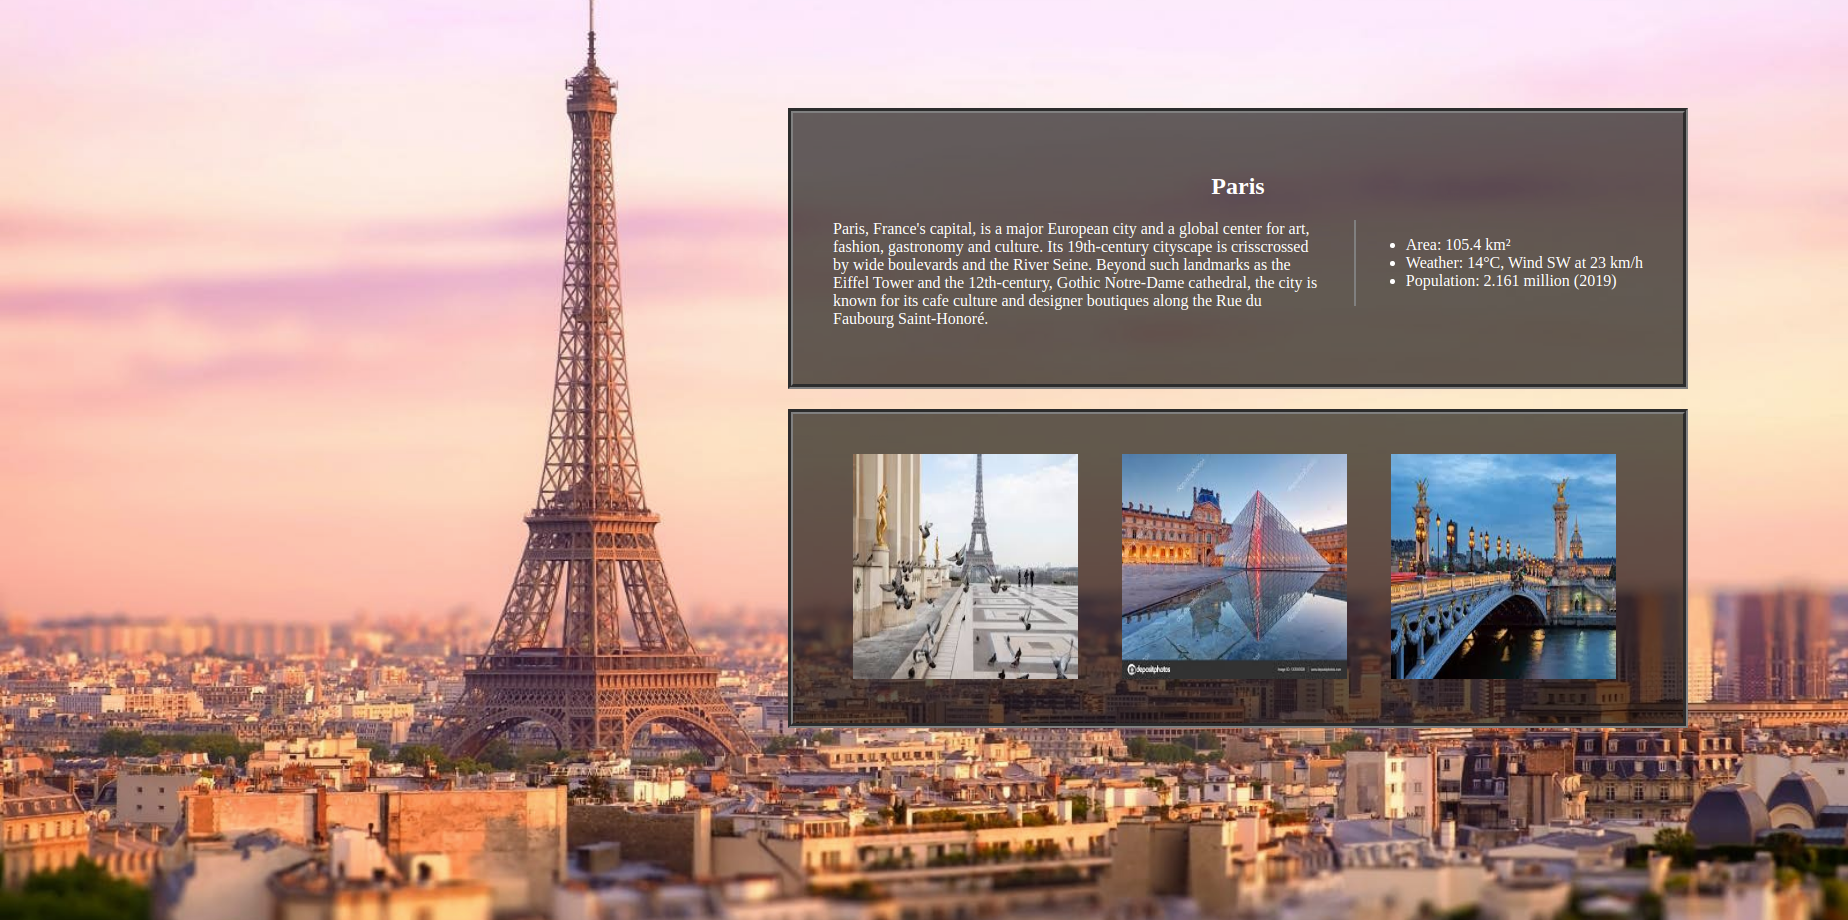 Paris
Paris, France's capital, is a major European city and a global center for art,
fashion, gastronomy and culture. Its 19th-century cityscape is crisscrossed
by wide boulevards and the River Seine. Beyond such landmarks as the
Eiffel Tower and the 12th-century, Gothic Notre-Dame cathedral, the city is
known for its cafe culture and designer boutiques along the Rue du
Faubourg Saint-Honoré.
Area: 105.4 km²
Weather: 14°C, Wind SW at 23 km/h
Population: 2.161 million (2019)
depositphotos